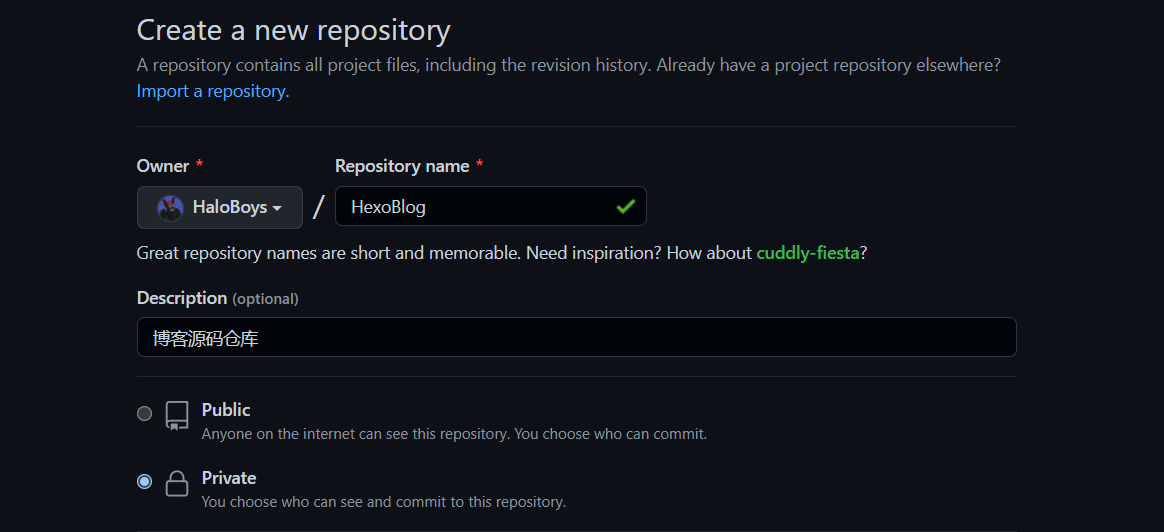 Create a new repository
A repository contains all project files, including the revision history. Already have a project repository elsewhere?
Import a repository.
Owner * Repository name *
HaloBoys / HexoBlog
Great repository names are short and memorable. Need inspiration? How about cuddly-fiesta?
Description (optional)
博客源码仓库
Public
Anyone on the internet can see this repository. You choose who can commit.
Private
You choose who can see and commit to this repository.